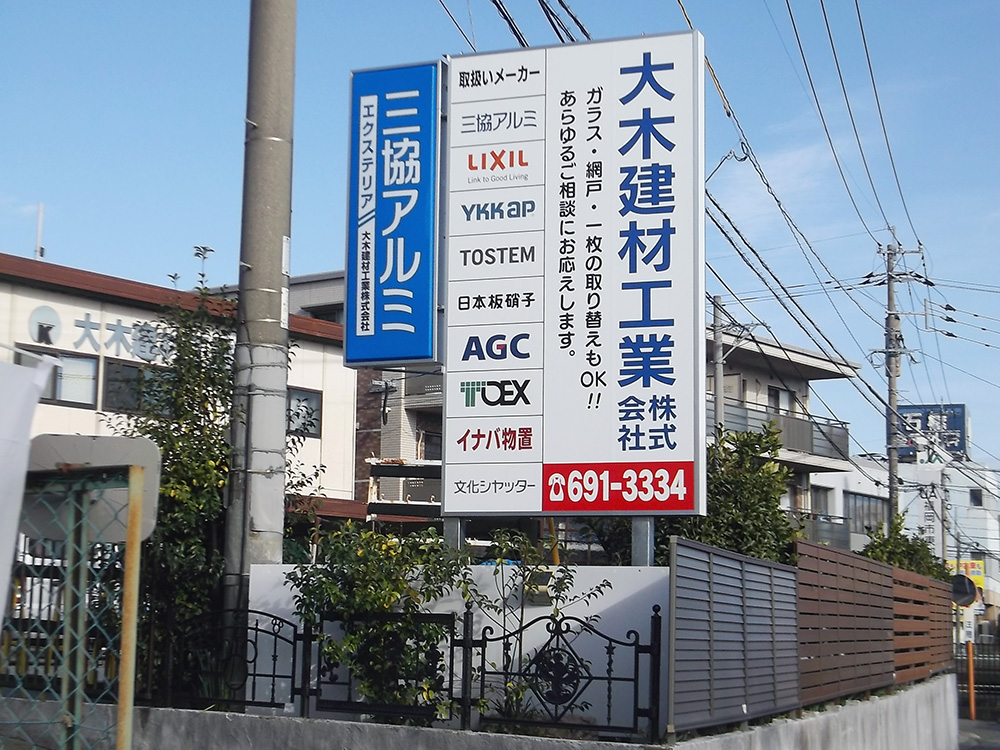 三協アルミ
エクステリア
大木建材工業株式会社
取扱いメーカー
三協アルミ
LIXIL
Link to Good Living
YKK ap
TOSTEM
日本板硝子
AGC
TOEX
イナバ物置
文化シヤッター
大木建材工業株式会社
ガラス・網戸・一枚の取り替えもOK!!
あらゆるご相談にお応えします。
☎691-3334
K
大木建
福岡市